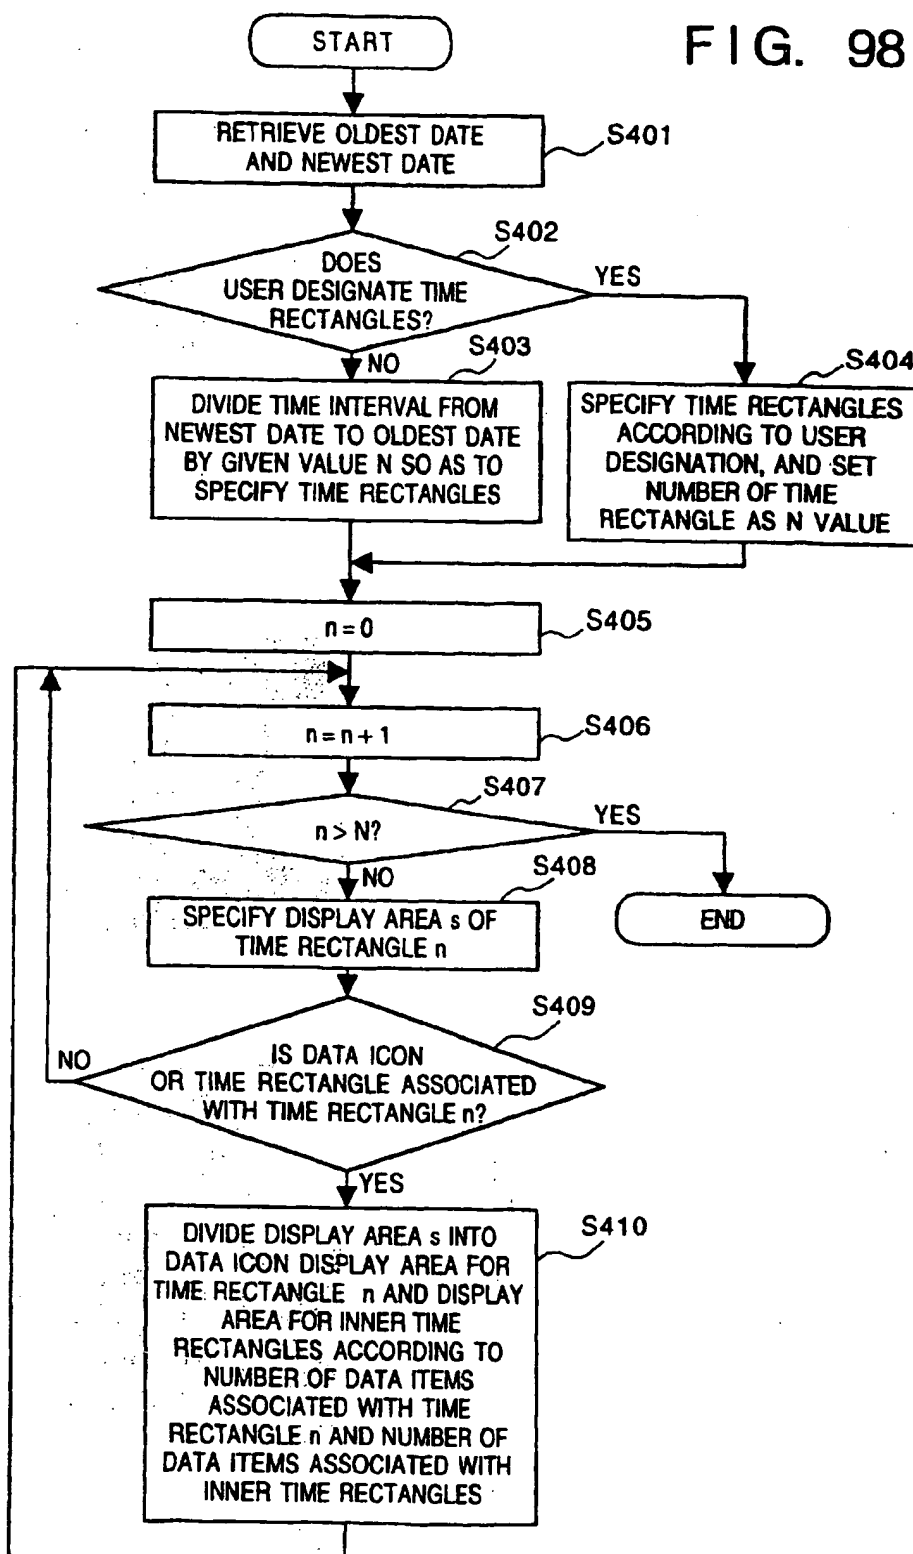 FIG. 98
START
RETRIEVE OLDEST DATE
AND NEWEST DATE
S401
S402
DOES
USER DESIGNATE TIME
RECTANGLES?
YES
NO
S403
DIVIDE TIME INTERVAL FROM
NEWEST DATE TO OLDEST DATE
BY GIVEN VALUE N SO AS TO
SPECIFY TIME RECTANGLES
S404
SPECIFY TIME RECTANGLES
ACCORDING TO USER
DESIGNATION, AND SET
NUMBER OF TIME
RECTANGLE AS N VALUE
n=0
S405
n=n+1
S406
S407
n > N?
YES
NO
END
S408
SPECIFY DISPLAY AREA s OF
TIME RECTANGLE n
S409
IS DATA ICON
OR TIME RECTANGLE ASSOCIATED
WITH TIME RECTANGLE n?
NO
YES
S410
DIVIDE DISPLAY AREA s INTO
DATA ICON DISPLAY AREA FOR
TIME RECTANGLE n AND DISPLAY
AREA FOR INNER TIME
RECTANGLES ACCORDING TO
NUMBER OF DATA ITEMS
ASSOCIATED WITH TIME
RECTANGLE n AND NUMBER OF
DATA ITEMS ASSOCIATED WITH
INNER TIME RECTANGLES